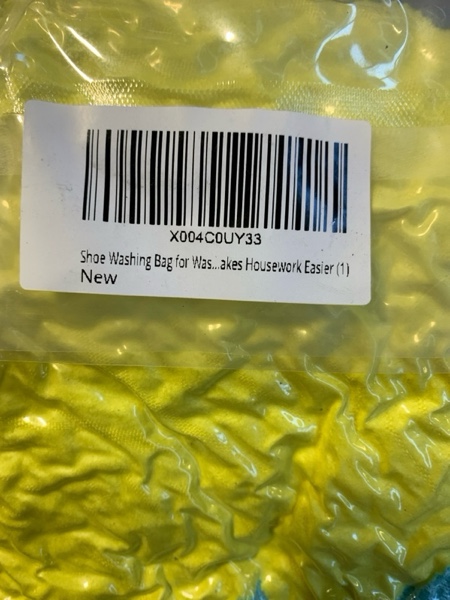 X004C0UY33
Shoe Washing Bag for Was...akes Housework Easier (1)
New